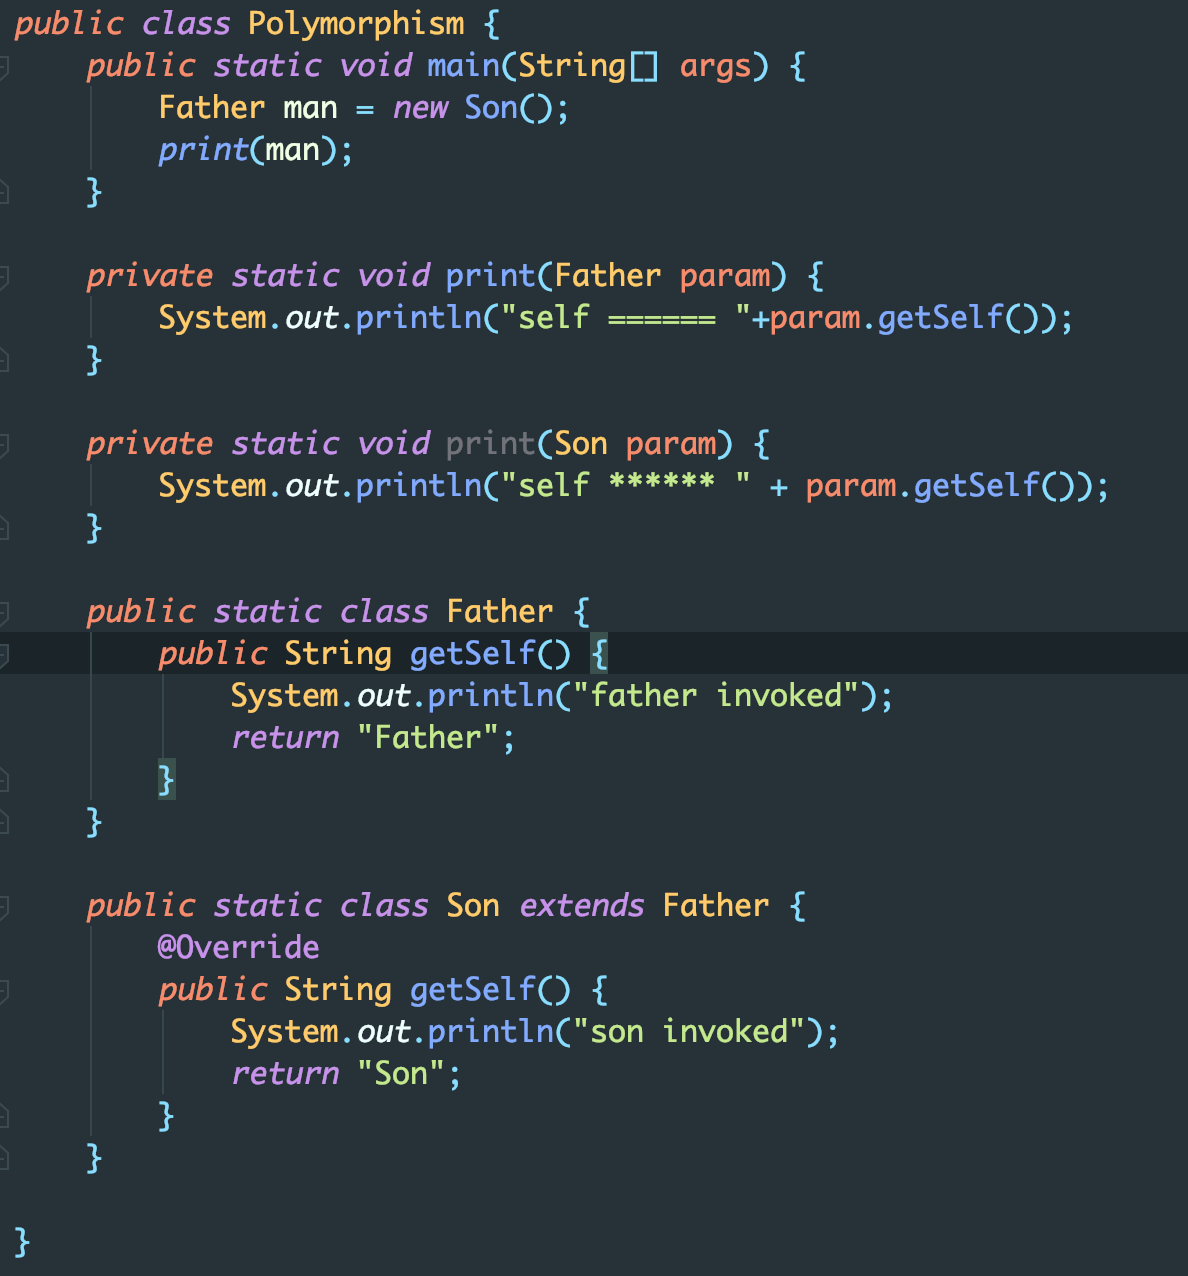 public class Polymorphism {
    public static void main(String[] args) {
        Father man = new Son();
        print(man);
    }

    private static void print(Father param) {
        System.out.println("self ====== "+param.getSelf());
    }

    private static void print(Son param) {
        System.out.println("self ****** " + param.getSelf());
    }

    public static class Father {
        public String getSelf() {
            System.out.println("father invoked");
            return "Father";
        }
    }

    public static class Son extends Father {
        @Override
        public String getSelf() {
            System.out.println("son invoked");
            return "Son";
        }
    }

}